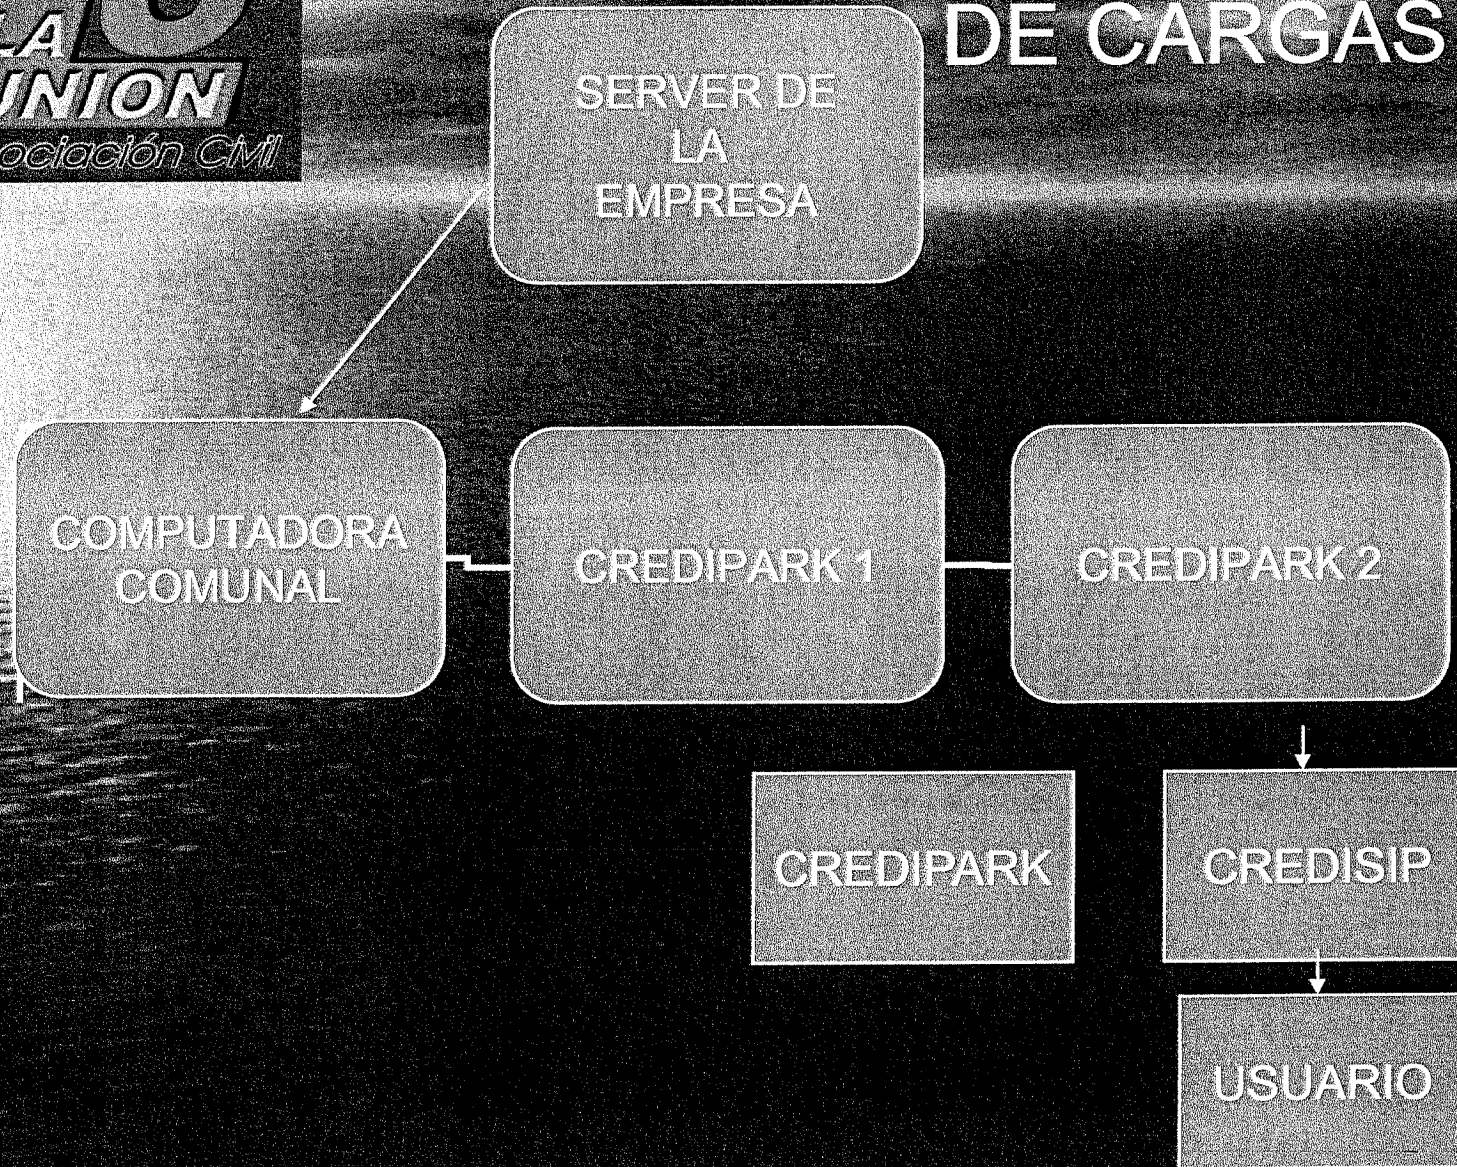 LA
UNION
ociación Civil
DE CARGAS
SERVER DE
LA
EMPRESA
COMPUTADORA
COMUNAL
CREDIPARK 1
CREDIPARK 2
CREDIPARK
CREDISIP
USUARIO